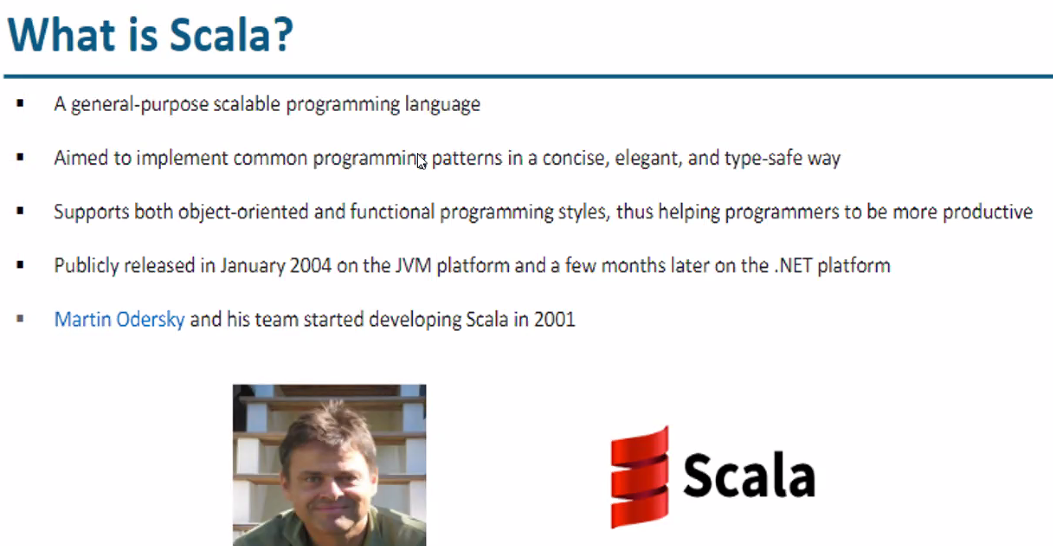 What is Scala?
▪ A general-purpose scalable programming language
▪ Aimed to implement common programming patterns in a concise, elegant, and type-safe way
▪ Supports both object-oriented and functional programming styles, thus helping programmers to be more productive
▪ Publicly released in January 2004 on the JVM platform and a few months later on the .NET platform
▪ Martin Odersky and his team started developing Scala in 2001
Scala